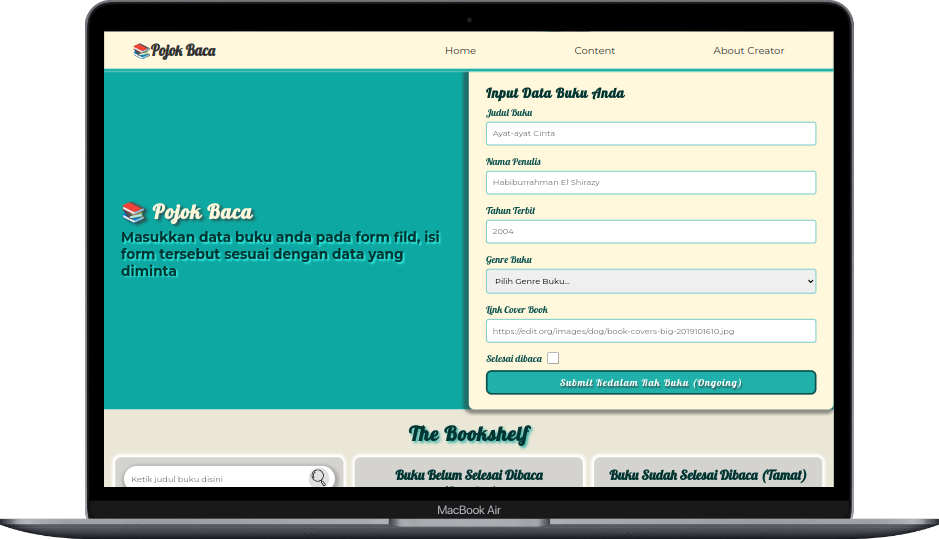 Pojok Baca
Home
Content
About Creator
Pojok Baca
Masukkan data buku anda pada form fild, isi
form tersebut sesuai dengan data yang
diminta
Input Data Buku Anda
Judul Buku
Ayat-ayat Cinta
Nama Penulis
Habiburrahman El Shirazy
Tahun Terbit
2004
Genre Buku
Pilih Genre Buku...
Link Cover Book
https://edit.org/images/dog/book-covers-big-2019101610.jpg
Selesai dibaca
Submit Kedalam Rak Buku (Ongoing)
The Bookshelf
Ketik judul buku disini
Buku Belum Selesai Dibaca
Buku Sudah Selesai Dibaca (Tamat)
MacBook Air